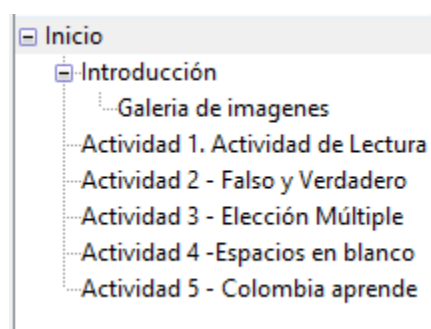 Inicio
Introducción
Galeria de imagenes
Actividad 1. Actividad de Lectura
Actividad 2 - Falso y Verdadero
Actividad 3 - Elección Múltiple
Actividad 4 -Espacios en blanco
Actividad 5 - Colombia aprende